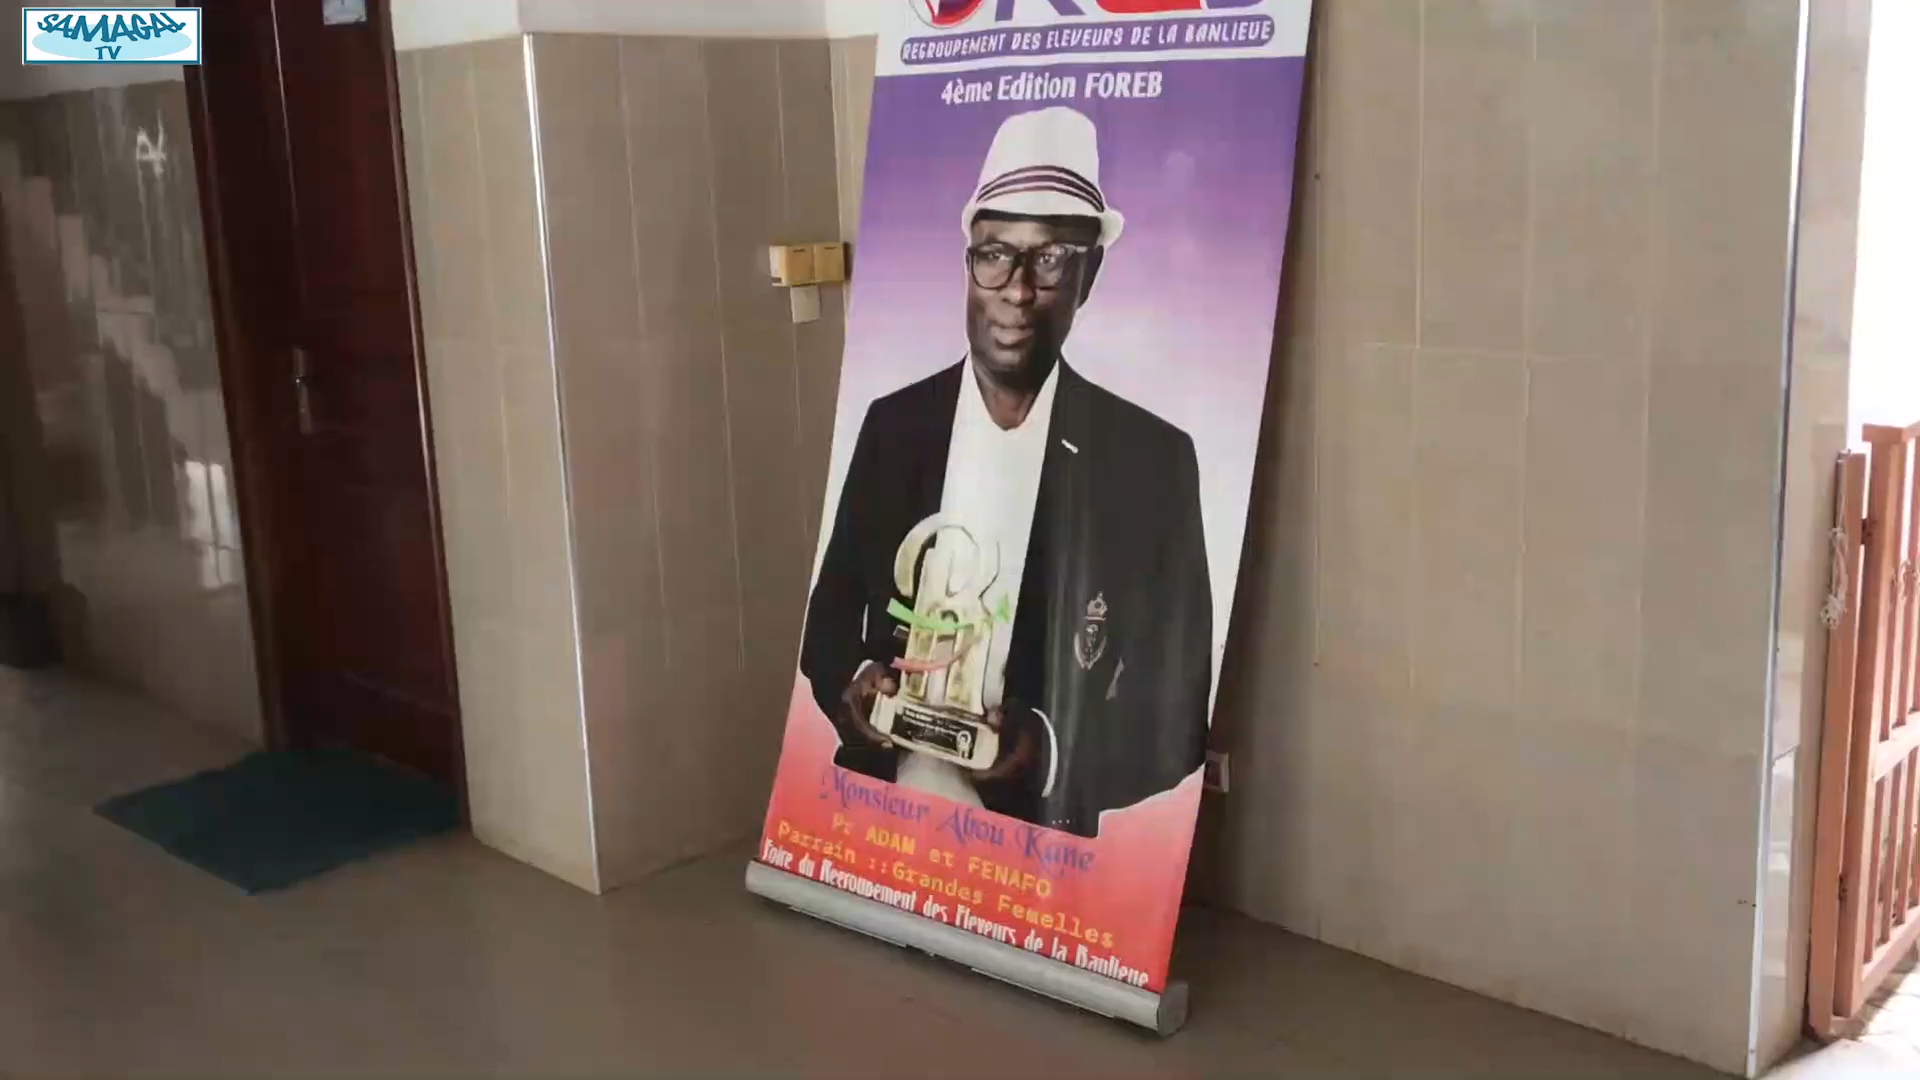 SAMAGAL
TV
REGROUPEMENT DES ELEVEURS DE LA BANLIEUE
4ème Edition FOREB
Monsieur Abou Kane
Pr ADAM et FENAFO
Parrain ::Grandes Femelles
Foire du Regroupement des Eleveurs de la Banlieue